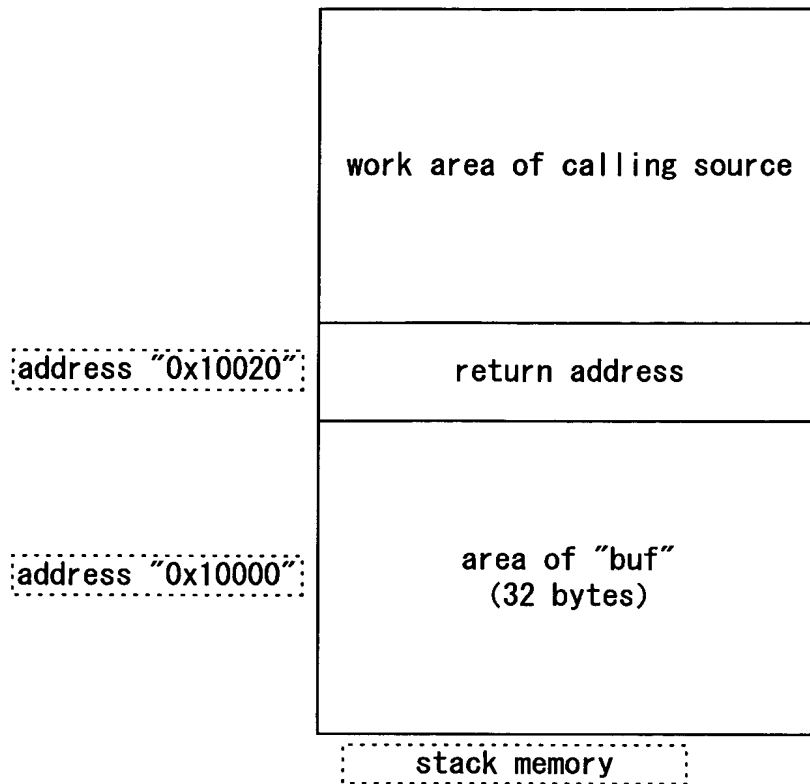 work area of calling source
address "0x10020"
return address
address "0x10000"
area of "buf"
(32 bytes)
stack memory